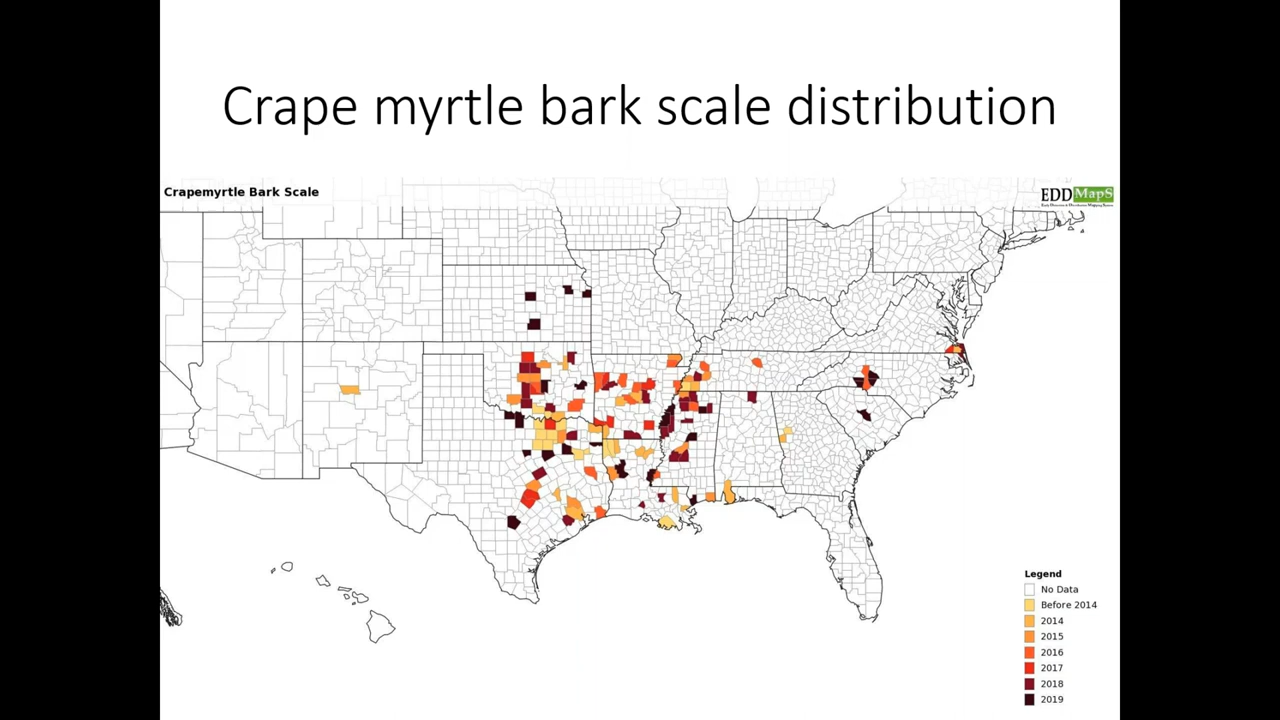 Crape myrtle bark scale distribution
Crapemyrtle Bark Scale
EDDMapS
Legend
No Data
Before 2014
2014
2015
2016
2017
2018
2019